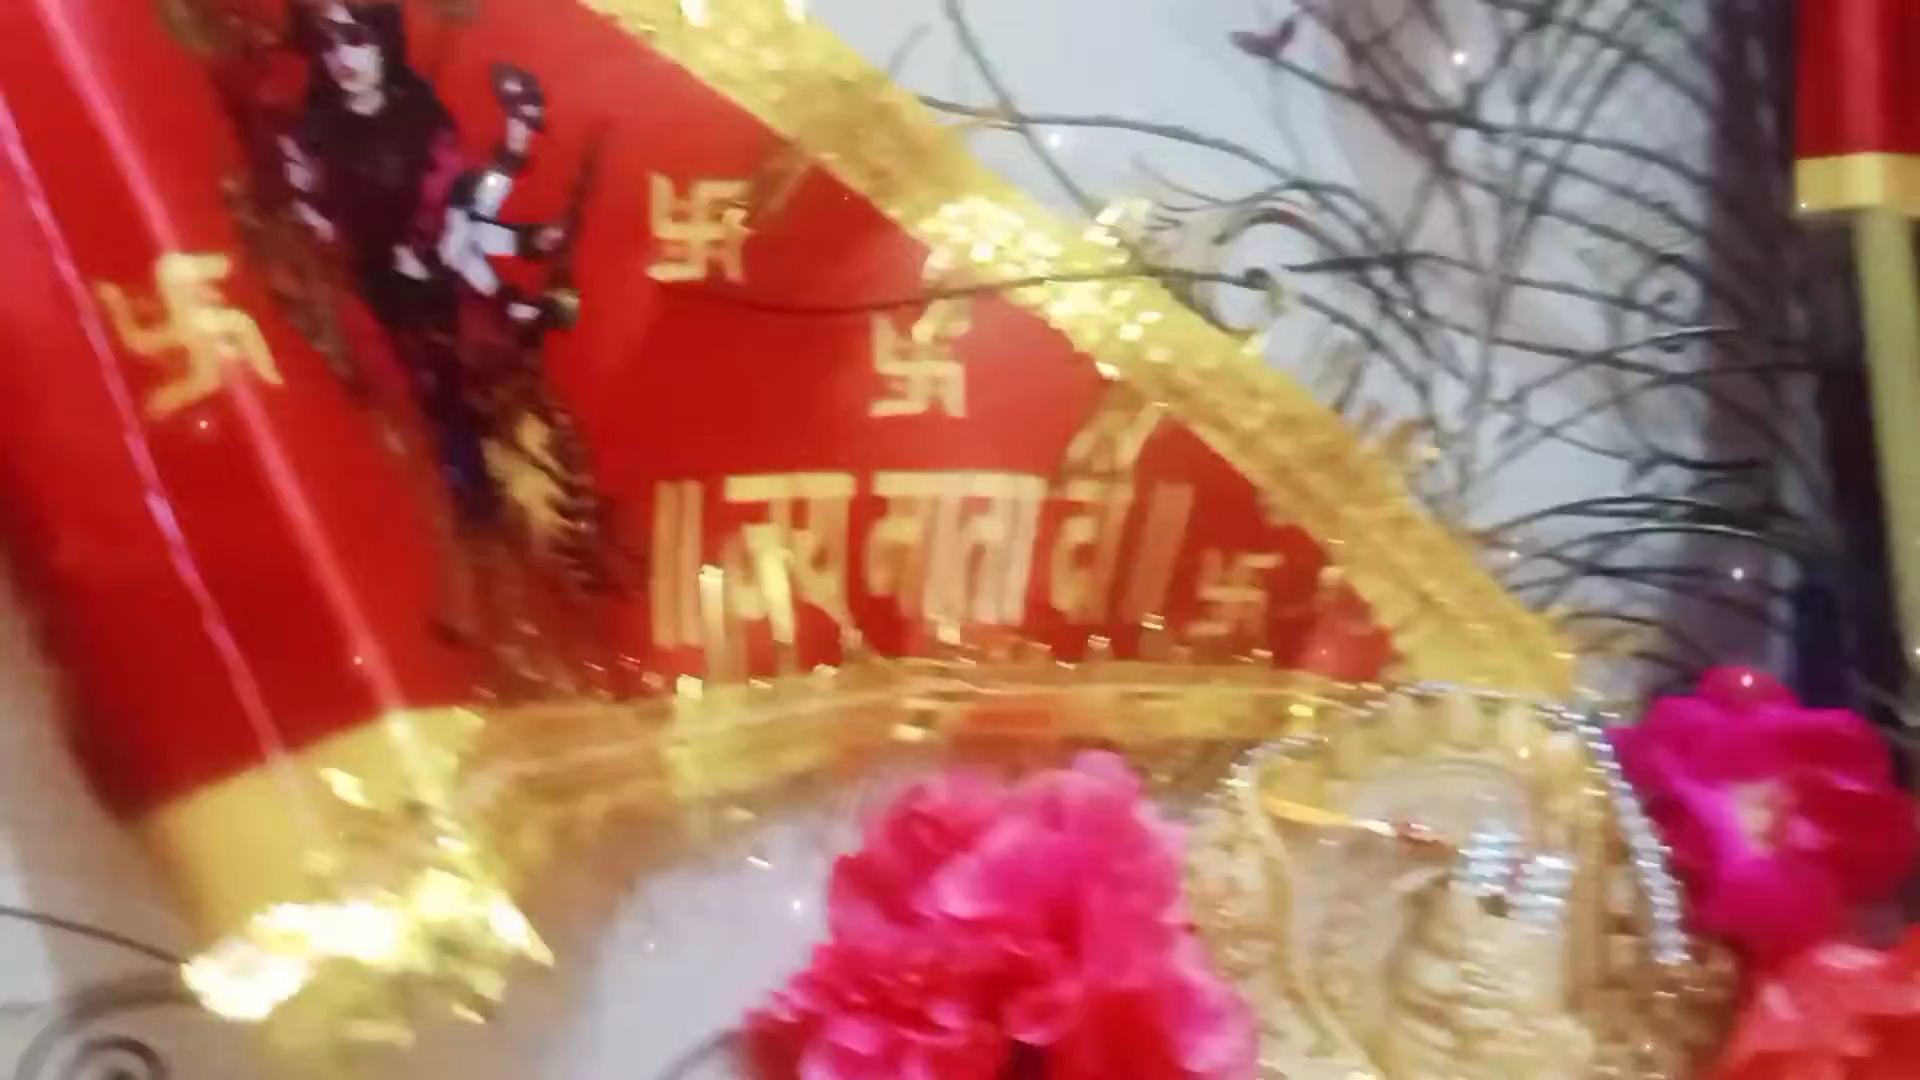 ॥ जय माता दी ॥